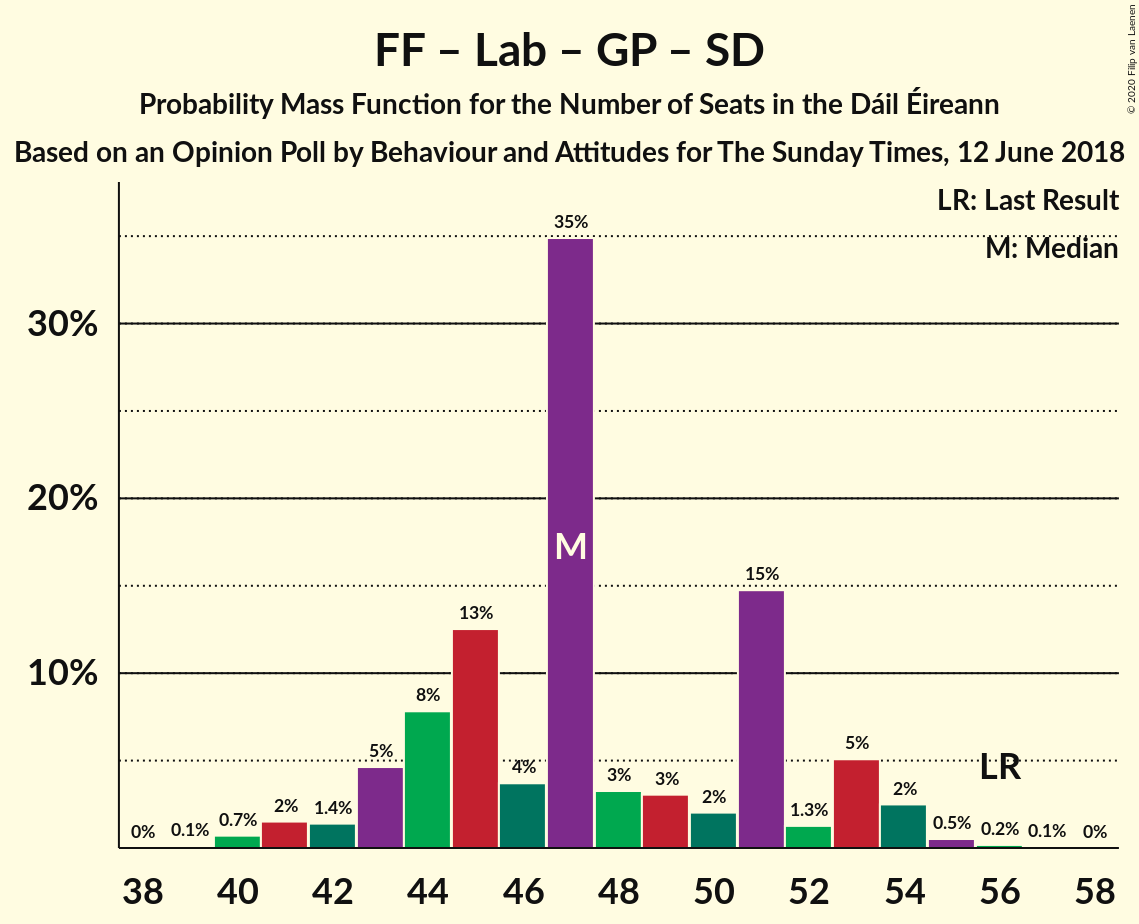 FF – Lab – GP – SD
Probability Mass Function for the Number of Seats in the Dáil Éireann
Based on an Opinion Poll by Behaviour and Attitudes for The Sunday Times, 12 June 2018
© 2020 Filip van Laenen
LR: Last Result
M: Median
35%
30%
20%
M
15%
13%
10%
8%
5%
4%
3%
3%
2%
5%
LR
2%
0%
0.1%
0.7%
2%
1.4%
1.3%
0.5%
0.2%
0.1%
0%
38 40 42 44 46 48 50 52 54 56 58